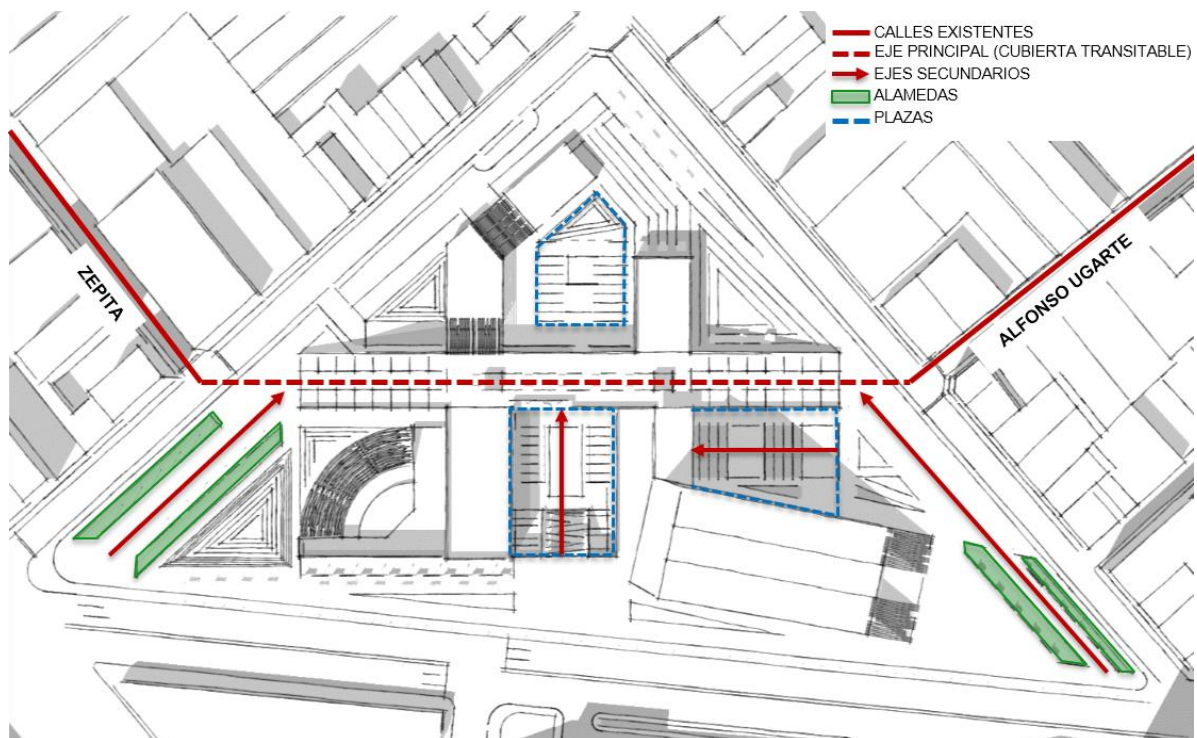 CALLES EXISTENTES
EJE PRINCIPAL (CUBIERTA TRANSITABLE)
EJES SECUNDARIOS
ALAMEDAS
PLAZAS
ZEPITA
ALFONSO UGARTE